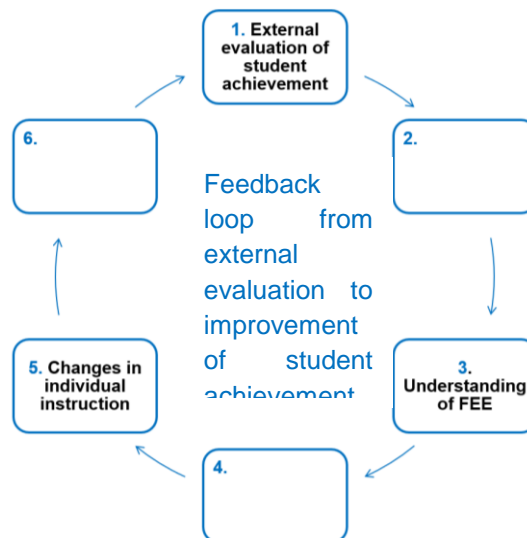 1. External
evaluation of
student
achievement
2.
3.
Understanding
of FEE
4.
5. Changes in
individual
instruction
6.
Feedback
loop from
external
evaluation to
improvement
of student
achievement